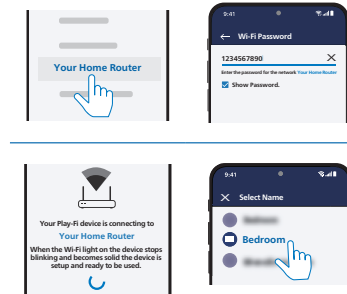 Your Home Router
9:41
Wi-Fi Password
1234567890
Enter the password for the network Your Home Router
Show Password.
Your Play-Fi device is connecting to
Your Home Router
When the Wi-Fi light on the device stops
blinking and becomes solid the device is
setup and ready to be used.
9:41
Select Name
Bedroom